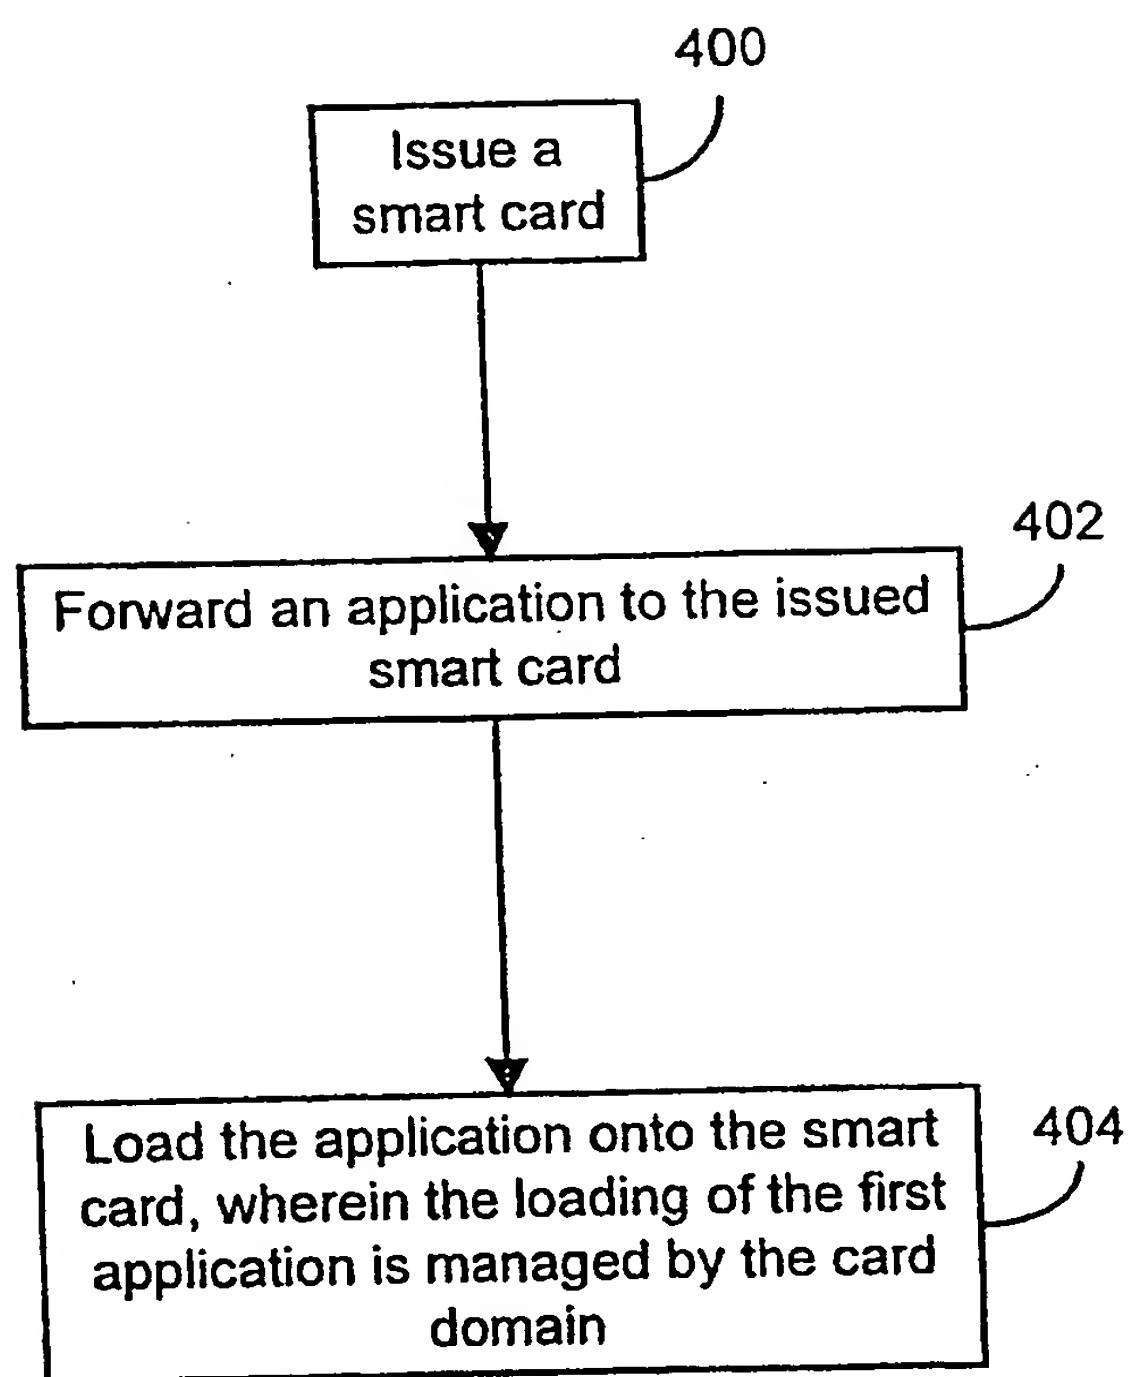 400
Issue a
smart card
402
Forward an application to the issued
smart card
404
Load the application onto the smart
card, wherein the loading of the first
application is managed by the card
domain